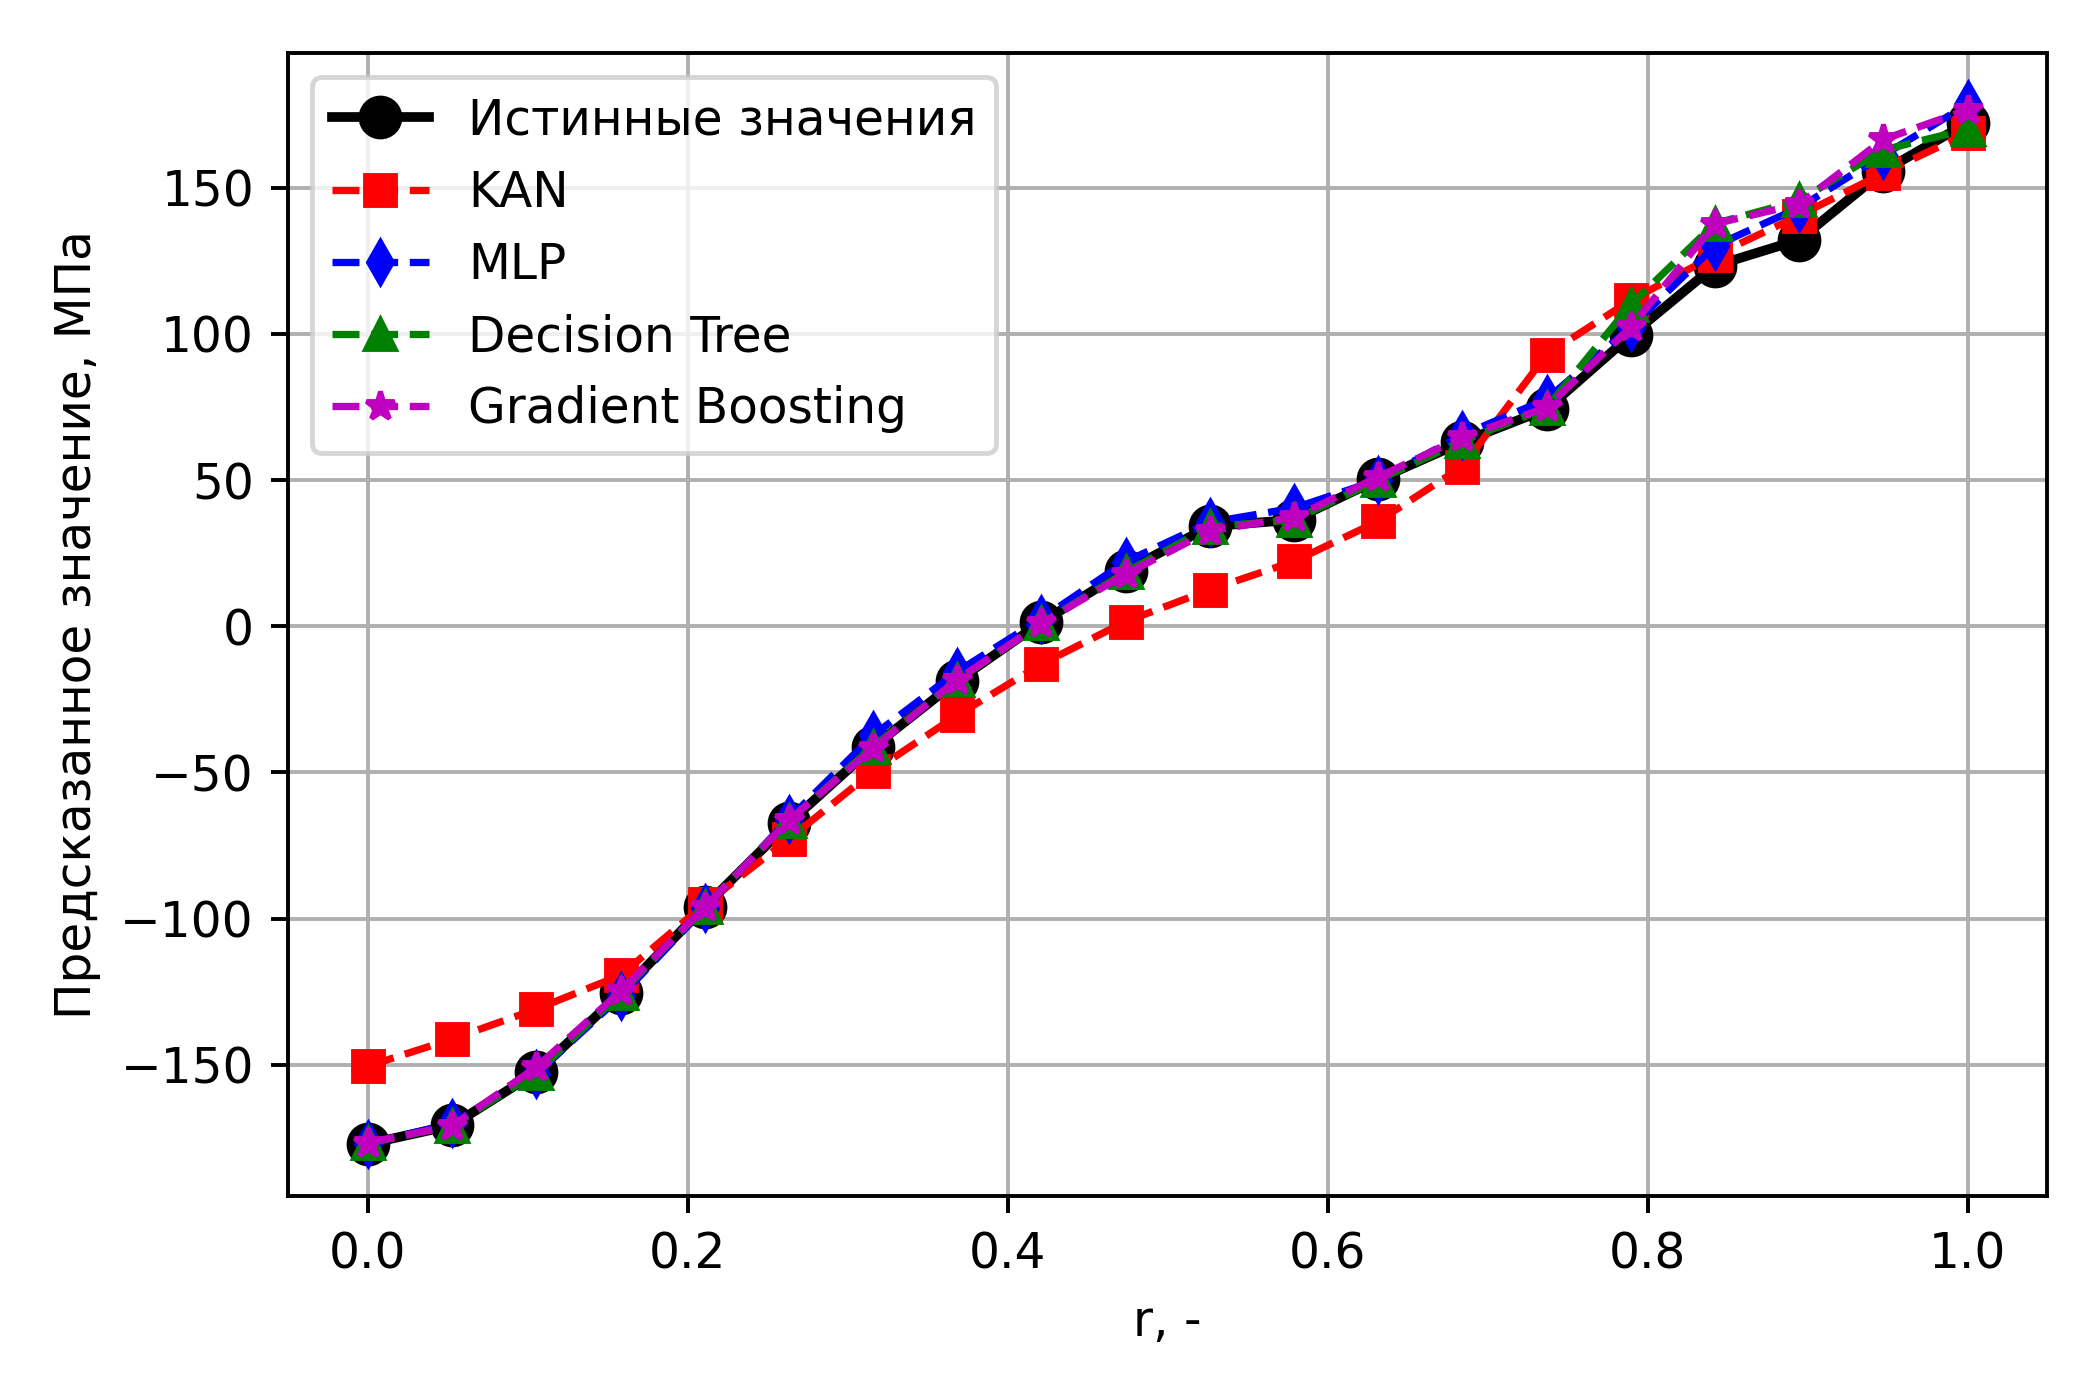 Истинные значения
KAN
MLP
Decision Tree
Gradient Boosting
Предсказанное значение, МПа
150
100
50
0
−50
−100
−150
0.0 0.2 0.4 0.6 0.8 1.0
r, -